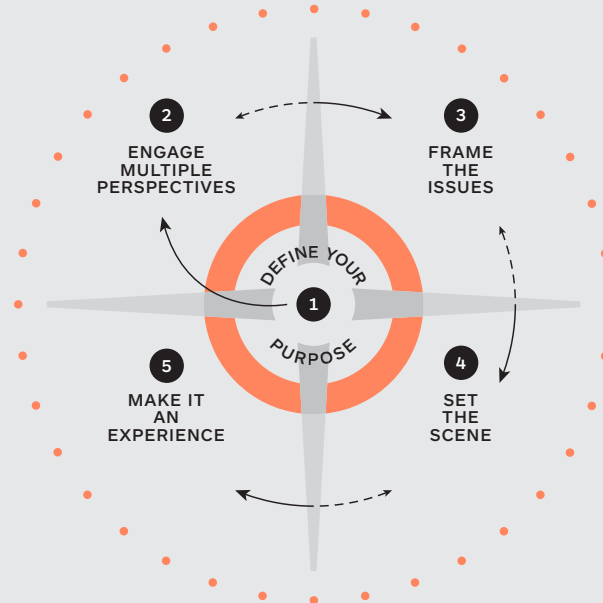 1
DEFINE YOUR
PURPOSE
2
ENGAGE
MULTIPLE
PERSPECTIVES
3
FRAME
THE
ISSUES
4
SET
THE
SCENE
5
MAKE IT
AN
EXPERIENCE